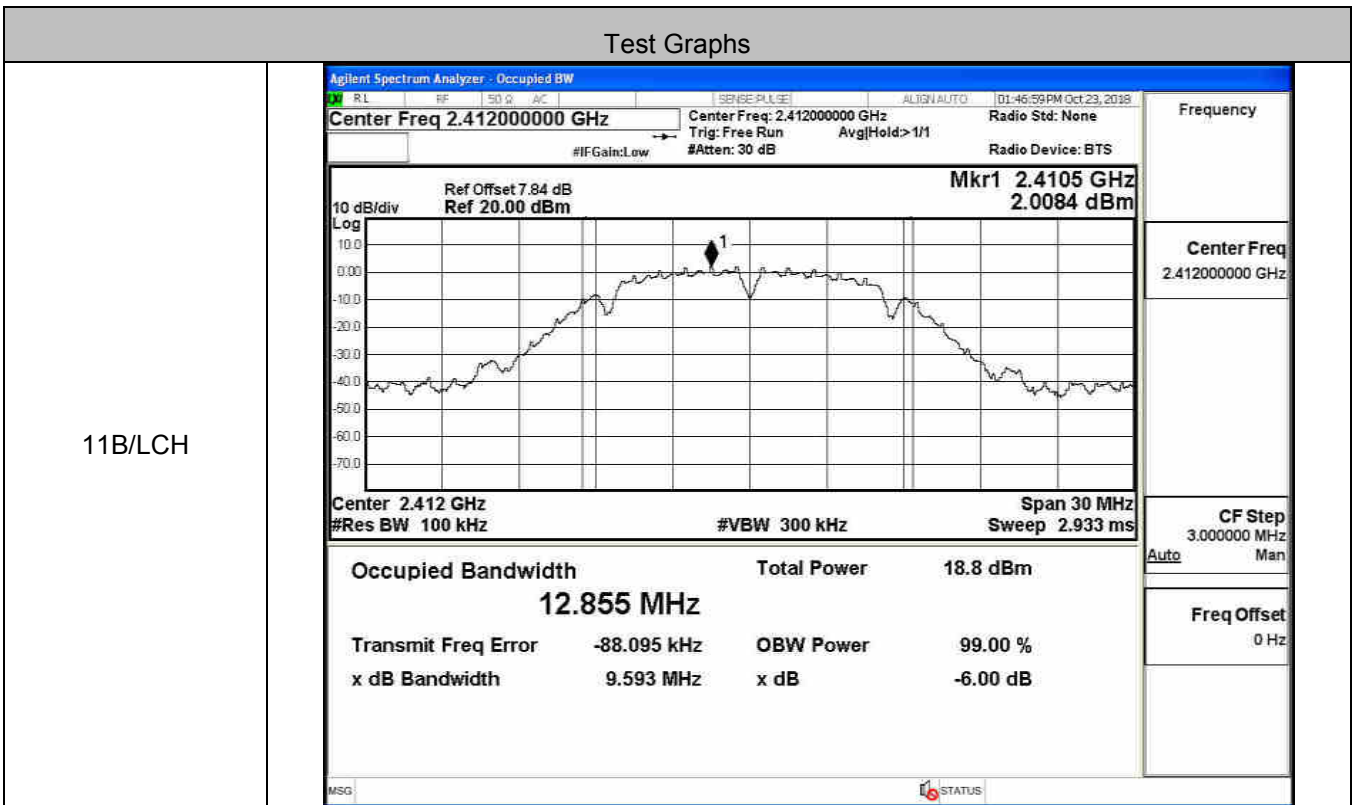 Test Graphs
11B/LCH
Agilent Spectrum Analyzer - Occupied BW
RL RF 50 Ω AC SENSE:PULSE ALIGN AUTO 01:46:59 PM Oct 23, 2018
Center Freq 2.412000000 GHz
Center Freq: 2.412000000 GHz
Radio Std: None
Trig: Free Run Avg|Hold:>1/1
#IFGain:Low
#Atten: 30 dB
Radio Device: BTS
Ref Offset 7.84 dB
Mkr1 2.4105 GHz
10 dB/div Ref 20.00 dBm
2.0084 dBm
Log
1
10.0
0.00
-10.0
-20.0
-30.0
-40.0
-50.0
-60.0
-70.0
Center 2.412 GHz Span 30 MHz
#Res BW 100 kHz #VBW 300 kHz Sweep 2.933 ms
Occupied Bandwidth Total Power 18.8 dBm
12.855 MHz
Transmit Freq Error -88.095 kHz OBW Power 99.00 %
x dB Bandwidth 9.593 MHz x dB -6.00 dB
MSG STATUS
Frequency
Center Freq
2.412000000 GHz
CF Step
3.000000 MHz
Auto Man
Freq Offset
0 Hz